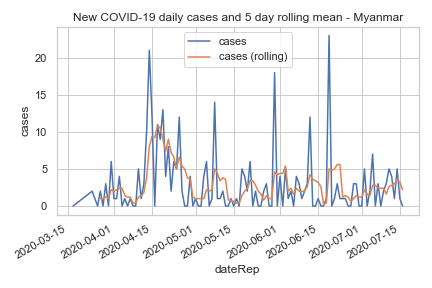 New COVID-19 daily cases and 5 day rolling mean - Myanmar
cases
cases (rolling)
20
15
10
5
0
cases
2020-03-15
2020-04-01
2020-04-15
2020-05-01
2020-05-15
2020-06-01
2020-06-15
2020-07-01
2020-07-15
dateRep